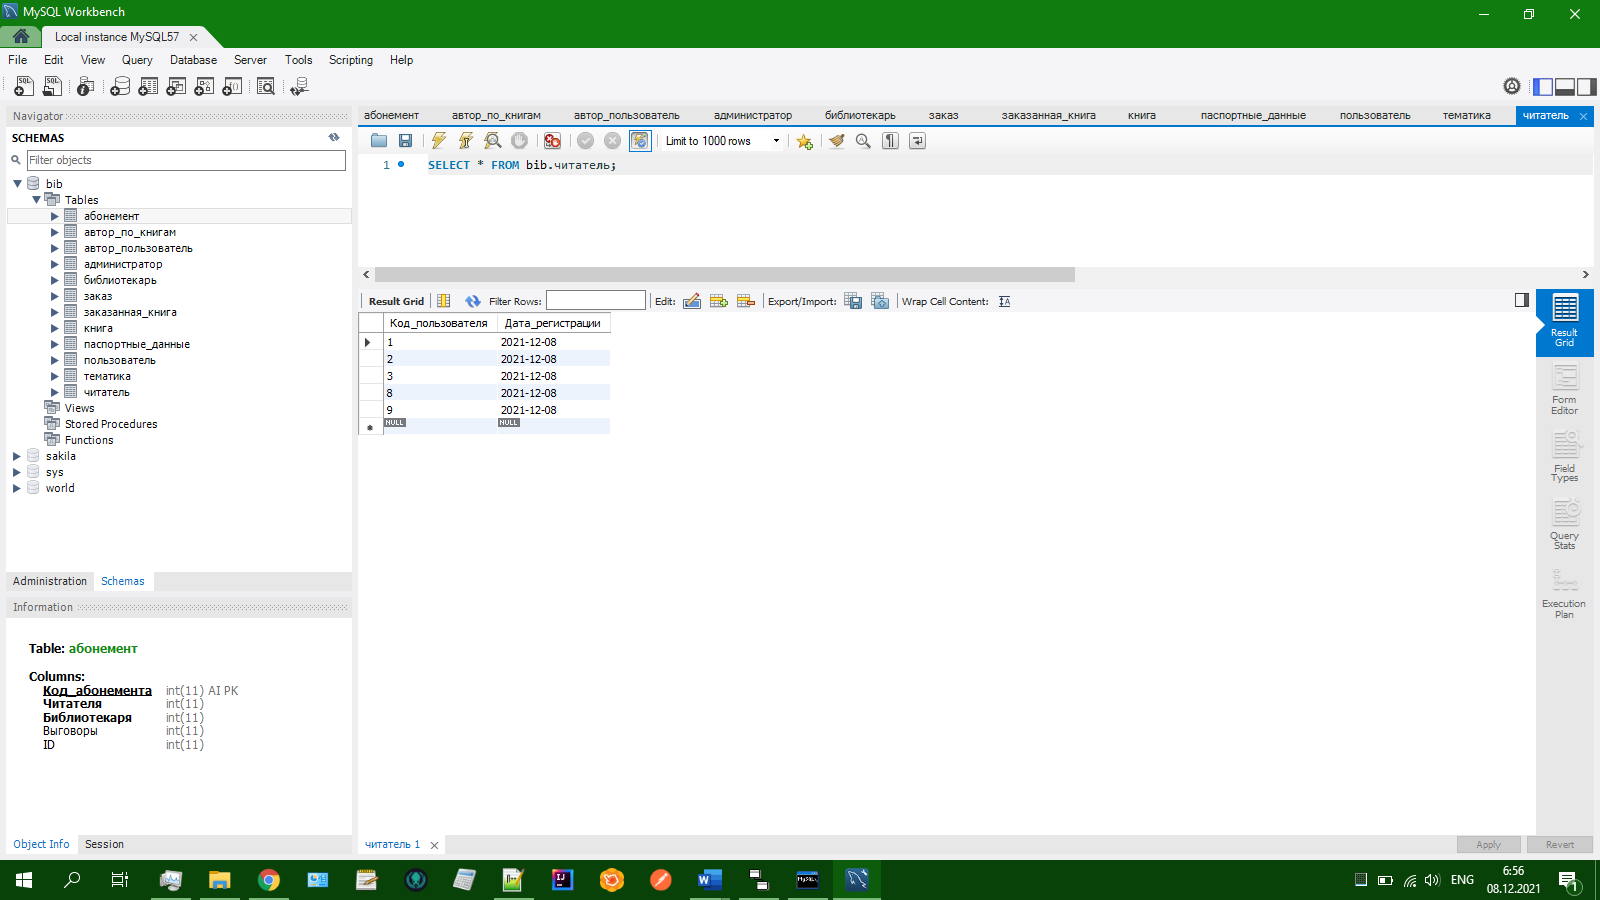 MySQL Workbench
Local instance MySQL57
File Edit View Query Database Server Tools Scripting Help
Navigator
SCHEMAS
Filter objects
bib
Tables
абонемент
автор_по_книгам
автор_пользователь
администратор
библиотекарь
заказ
заказанная_книга
книга
паспортные_данные
пользователь
тематика
читатель
Views
Stored Procedures
Functions
sakila
sys
world
Administration Schemas
Information
Table: абонемент
Columns:
Код_абонемента int(11) AI PK
Читателя int(11)
Библиотекаря int(11)
Выговоры int(11)
ID int(11)
Object Info Session
абонемент автор_по_книгам автор_пользователь администратор библиотекарь заказ заказанная_книга книга паспортные_данные пользователь тематика читатель
Limit to 1000 rows
1 SELECT * FROM bib.читатель;
Result Grid Filter Rows: Edit: Export/Import: Wrap Cell Content:
Код_пользователя Дата_регистрации
1 2021-12-08
2 2021-12-08
3 2021-12-08
8 2021-12-08
9 2021-12-08
NULL NULL
Result
Grid
Form
Editor
Field
Types
Query
Stats
Execution
Plan
читатель 1
Apply Revert
ENG
6:56
08.12.2021
1